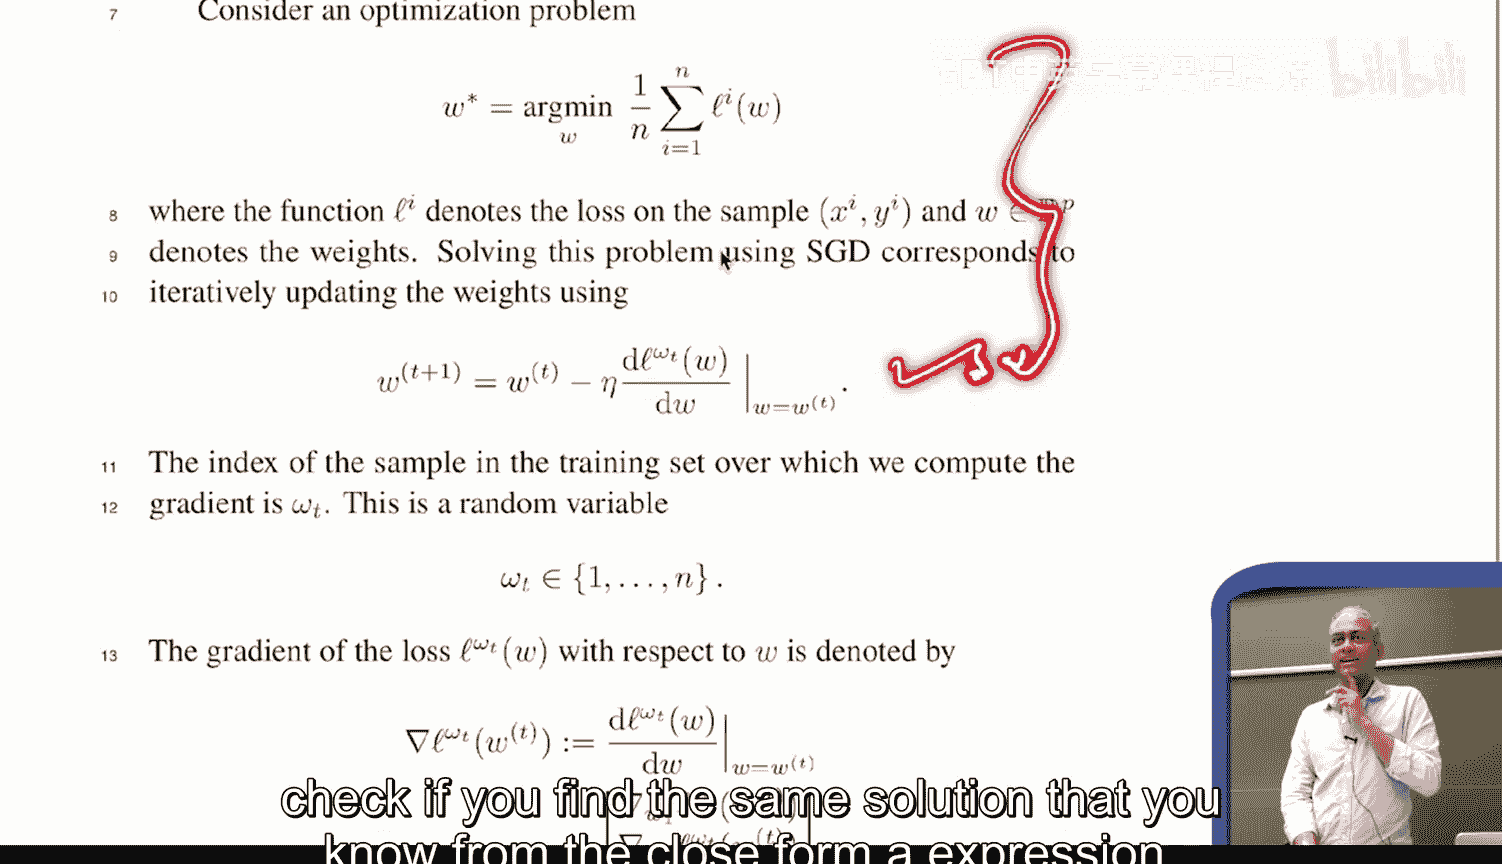 7 Consider an optimization problem
w* = argmin_w 1/n ∑_{i=1}^{n} ℓ^i(w)
8 where the function ℓ^i denotes the loss on the sample (x^i, y^i) and w ∈
9 denotes the weights. Solving this problem using SGD corresponds to
10 iteratively updating the weights using
w^{(t+1)} = w^{(t)} − η dℓ^{ω_t}(w)/dw |_{w=w^{(t)}}.
11 The index of the sample in the training set over which we compute the
12 gradient is ω_t. This is a random variable
ω_t ∈ {1, . . . , n} .
13 The gradient of the loss ℓ^{ω_t}(w) with respect to w is denoted by
∇ℓ^{ω_t}(w^{(t)}) := dℓ^{ω_t}(w)/dw |_{w=w^{(t)}}
check if you find the same solution that you
know from the close form a expression
bilibili